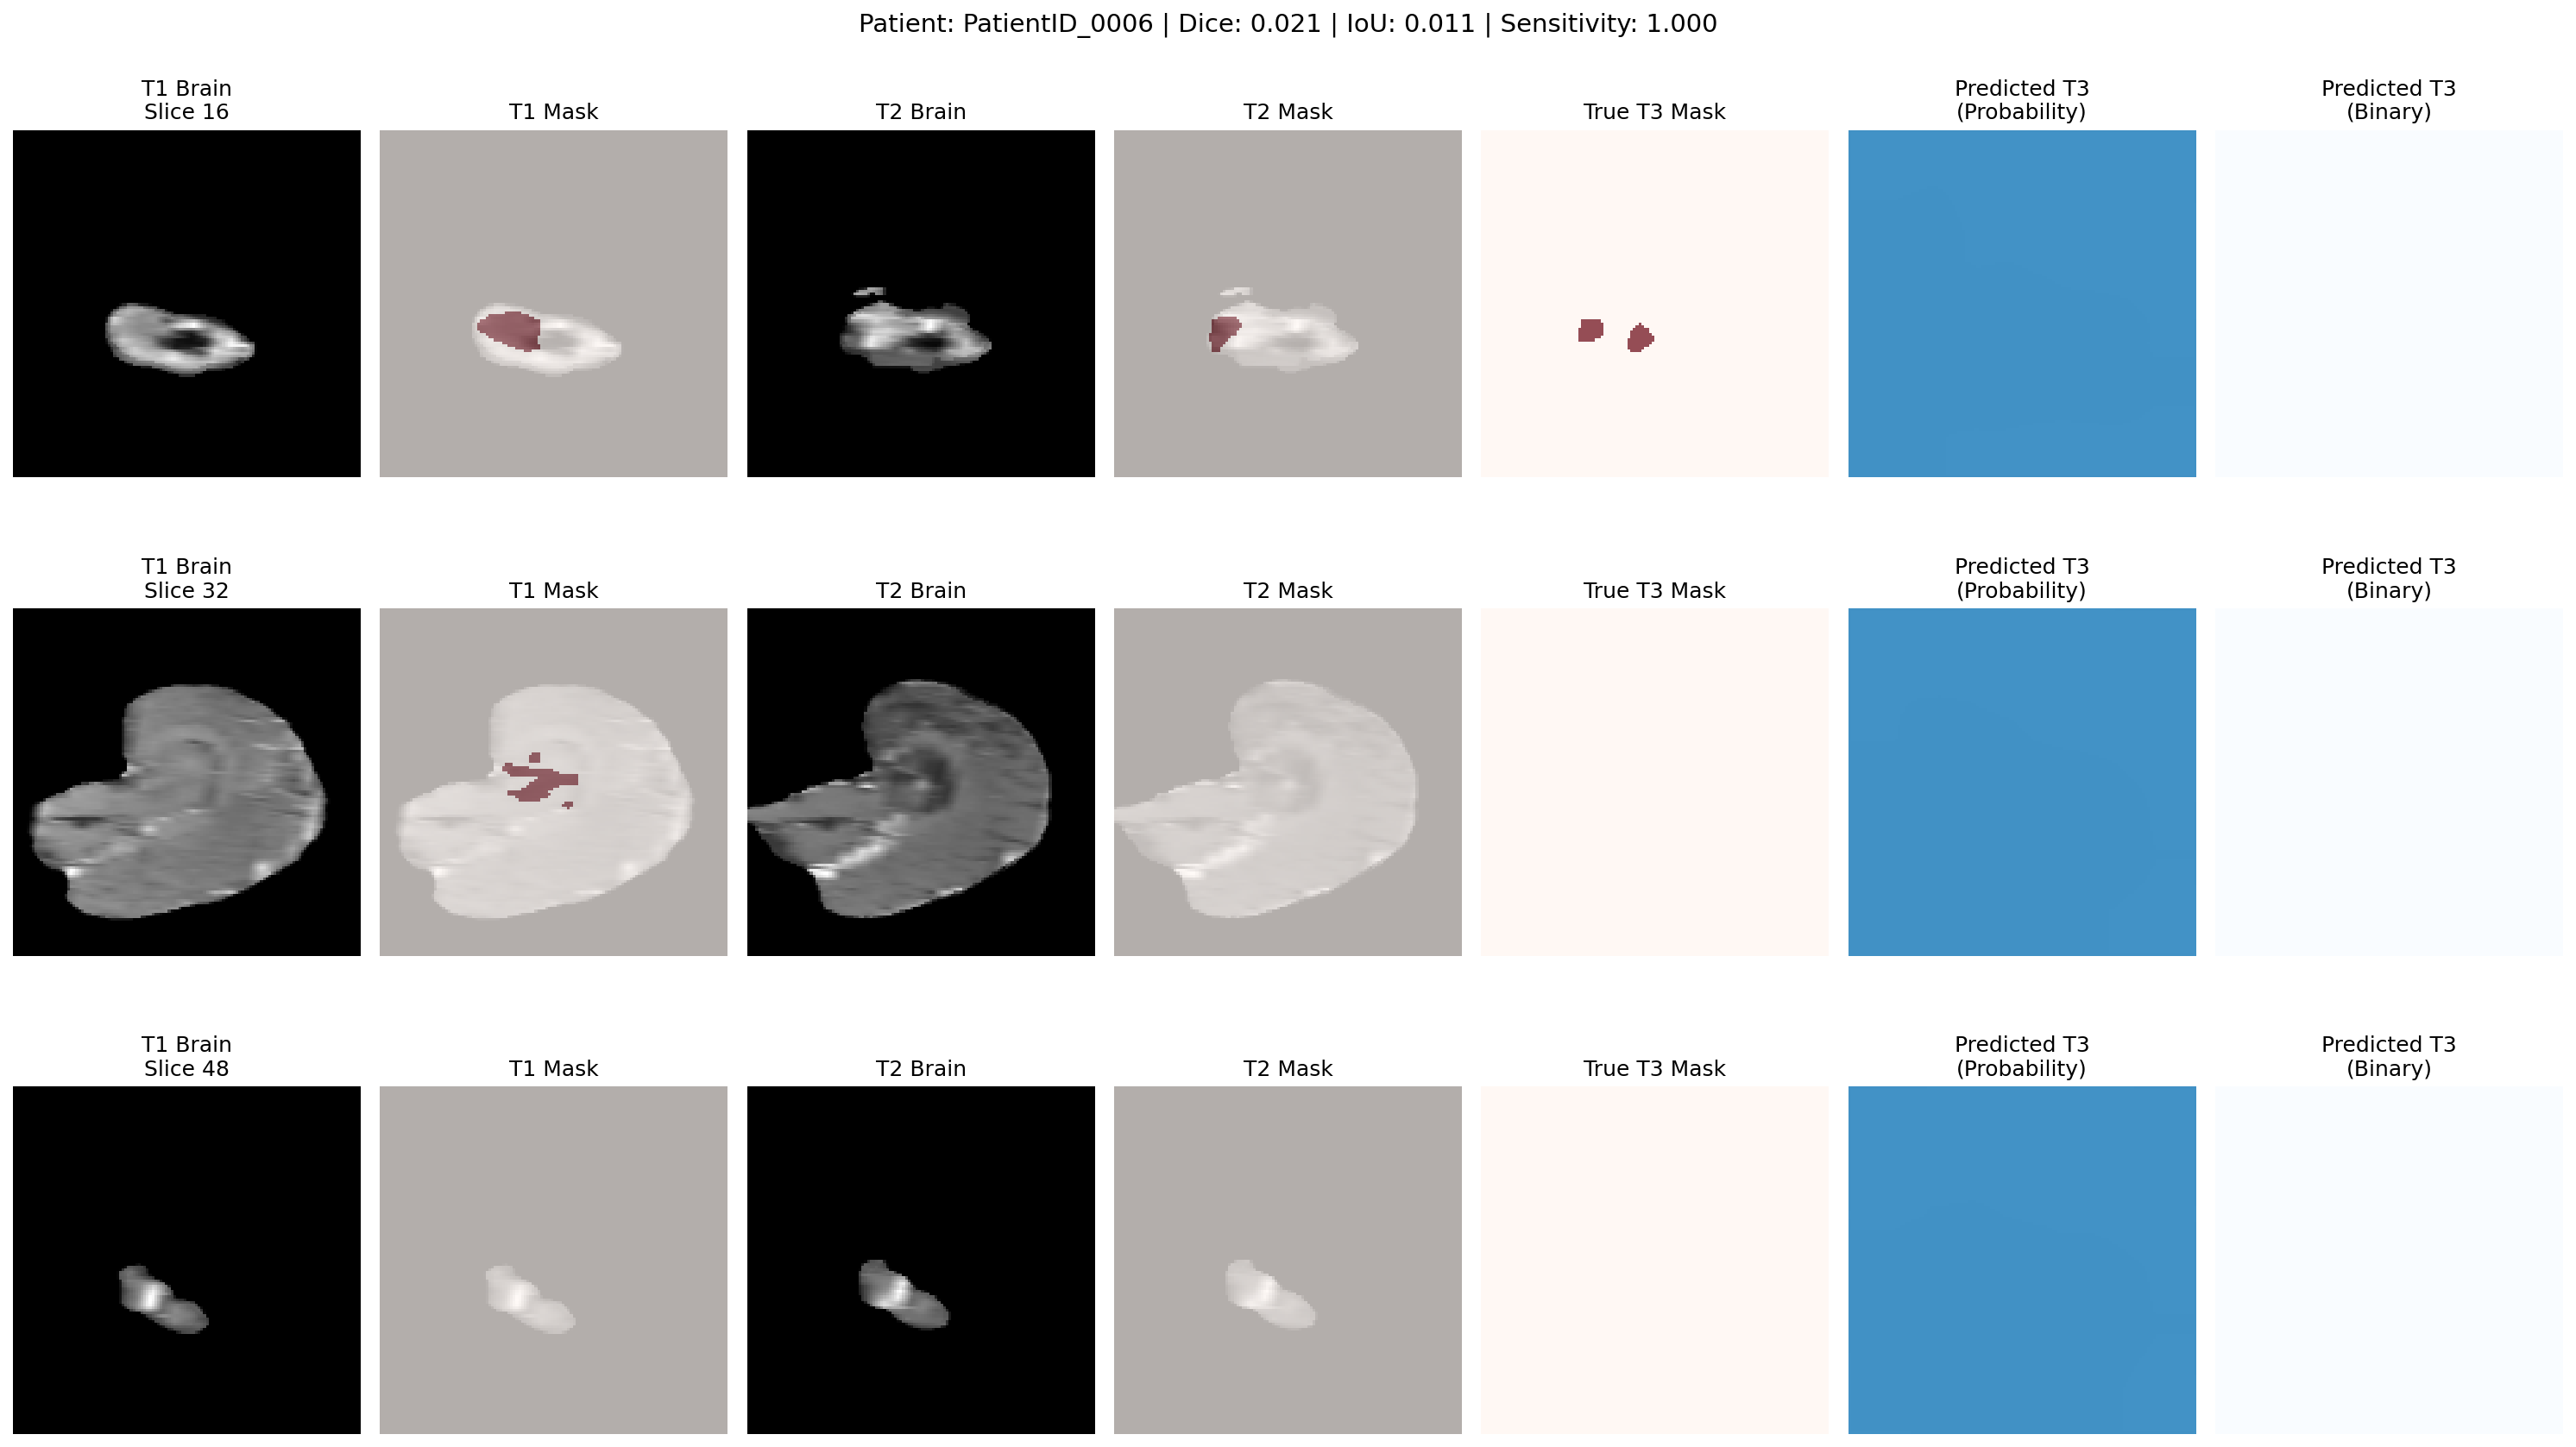 Patient: PatientID_0006 | Dice: 0.021 | IoU: 0.011 | Sensitivity: 1.000
T1 Brain
Slice 16
T1 Mask
T2 Brain
T2 Mask
True T3 Mask
Predicted T3
(Probability)
Predicted T3
(Binary)
T1 Brain
Slice 32
T1 Mask
T2 Brain
T2 Mask
True T3 Mask
Predicted T3
(Probability)
Predicted T3
(Binary)
T1 Brain
Slice 48
T1 Mask
T2 Brain
T2 Mask
True T3 Mask
Predicted T3
(Probability)
Predicted T3
(Binary)